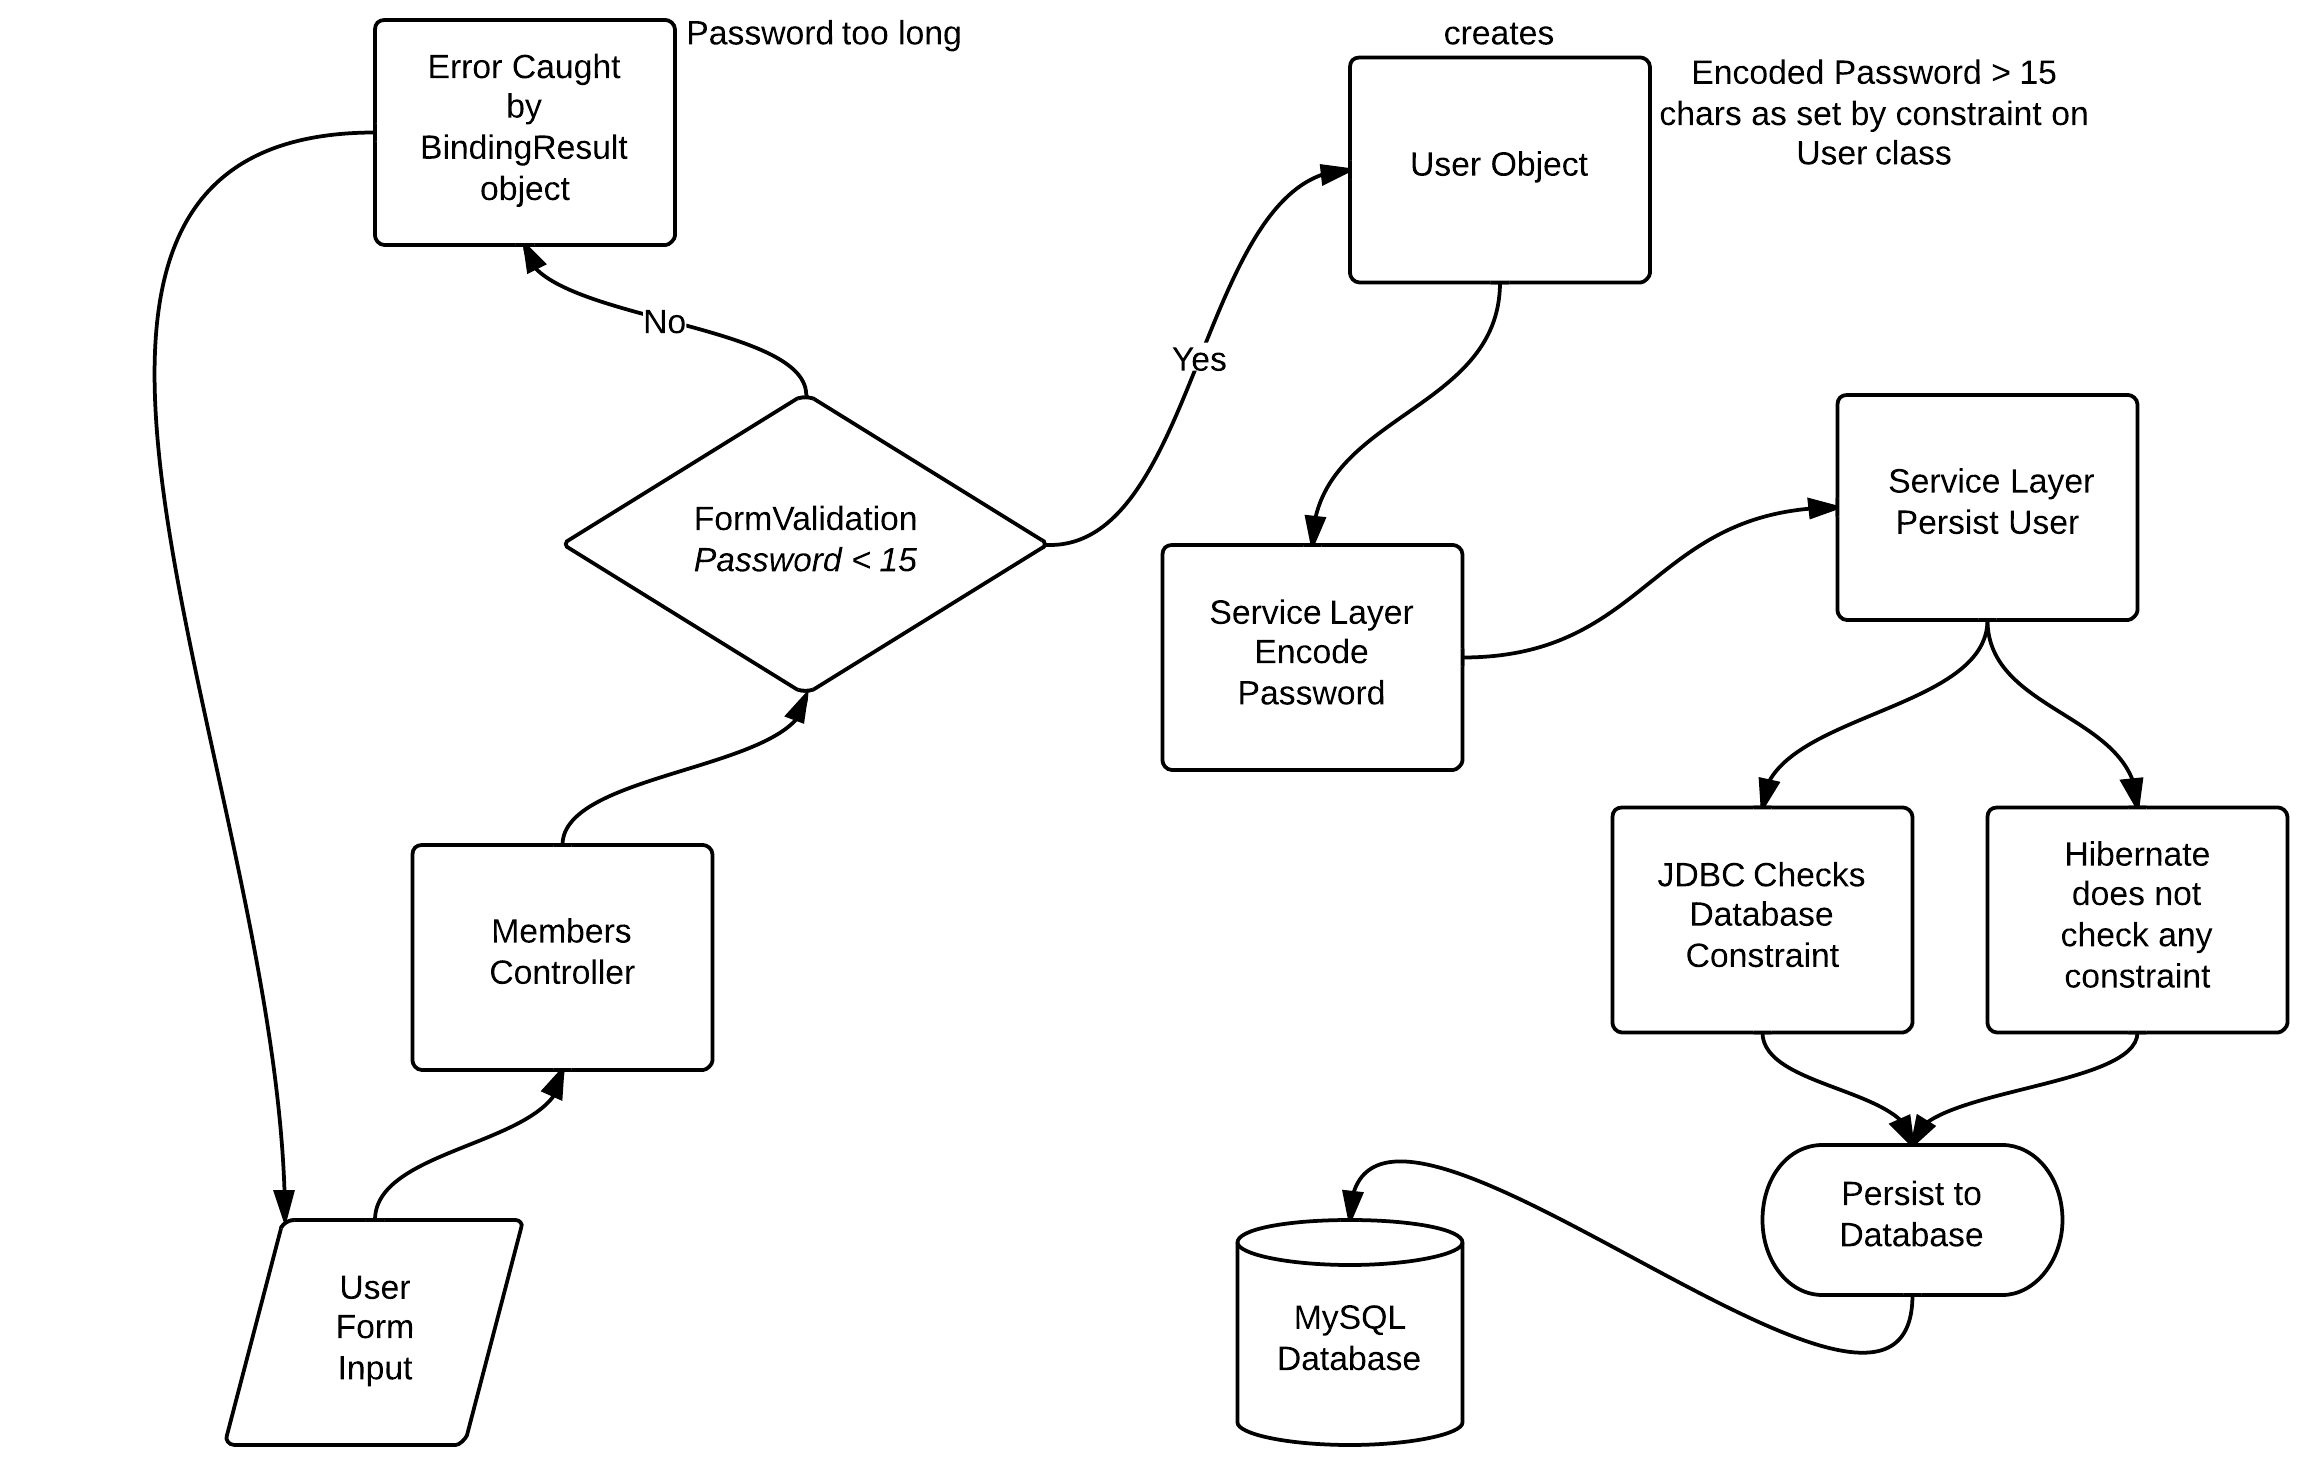 Error Caught
by
BindingResult
object
Password too long
creates
User Object
Encoded Password > 15
chars as set by constraint on
User class
No
Yes
FormValidation
Password < 15
Service Layer
Persist User
Service Layer
Encode
Password
Members
Controller
JDBC Checks
Database
Constraint
Hibernate
does not
check any
constraint
User
Form
Input
MySQL
Database
Persist to
Database